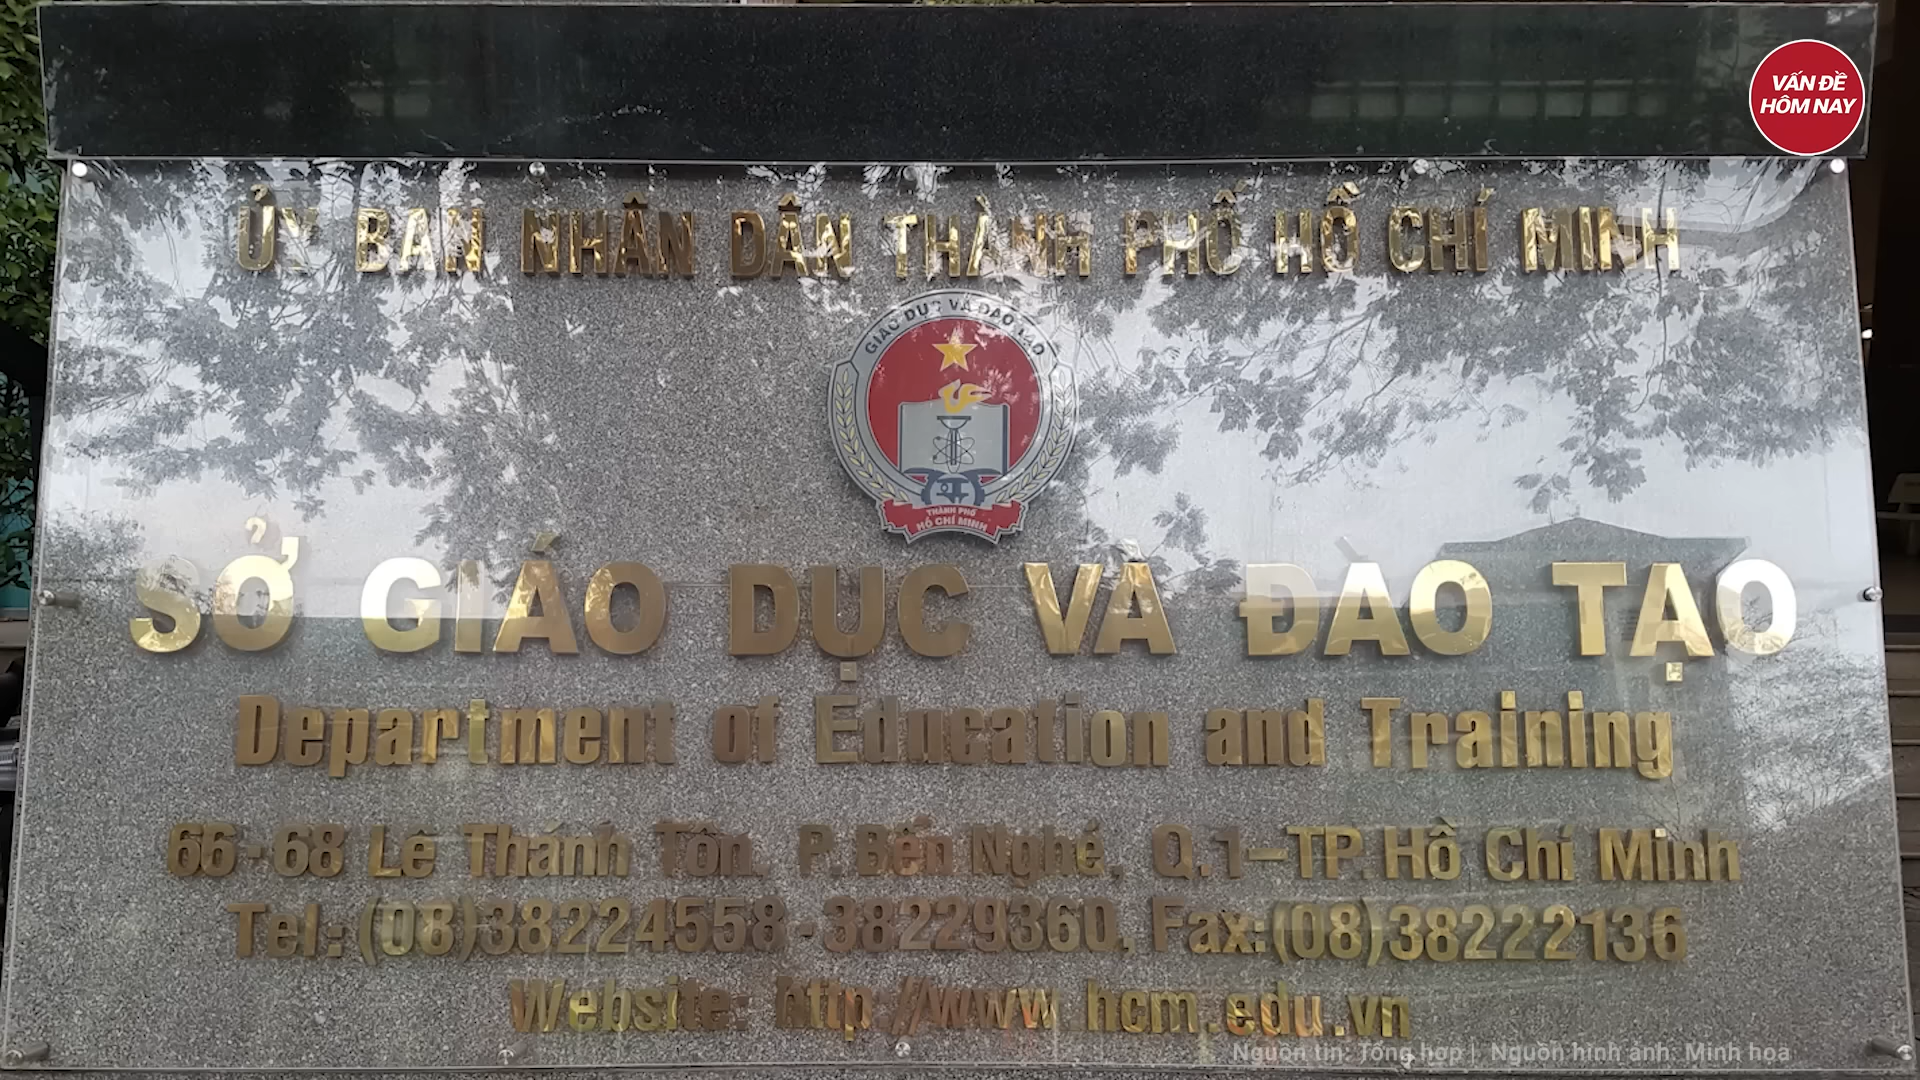 VẤN ĐỀ
HÔM NAY
ỦY BAN NHÂN DÂN THÀNH PHỐ HỒ CHÍ MINH
GIÁO DỤC VÀ ĐÀO TẠO
THÀNH PHỐ
HỒ CHÍ MINH
SỞ GIÁO DỤC VÀ ĐÀO TẠO
Department of Education and Training
66-68 Lê Thánh Tôn, P. Bến Nghé, Q.1-TP. Hồ Chí Minh
Tel: (08)38224558-38229360, Fax: (08)38222136
Website: http://www.hcm.edu.vn
Nguồn tin: Tổng hợp | Nguồn hình ảnh: Minh họa